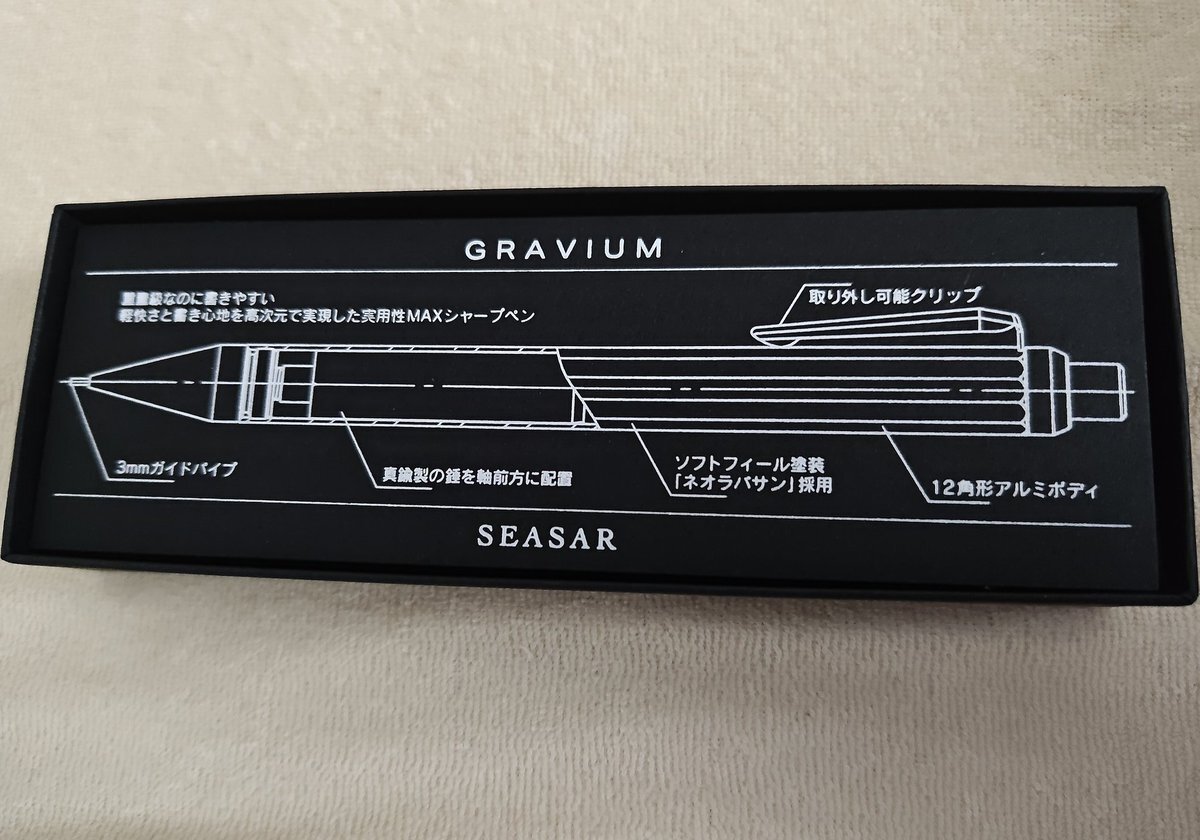 GRAVIUM
重量級なのに書きやすい
軽快さと書き心地を高次元で実現した実用性MAXシャープペン
取り外し可能クリップ
3mmガイドパイプ
真鍮製の錘を軸前方に配置
ソフトフィール塗装
「ネオラバサン」採用
12角形アルミボディ
SEASAR